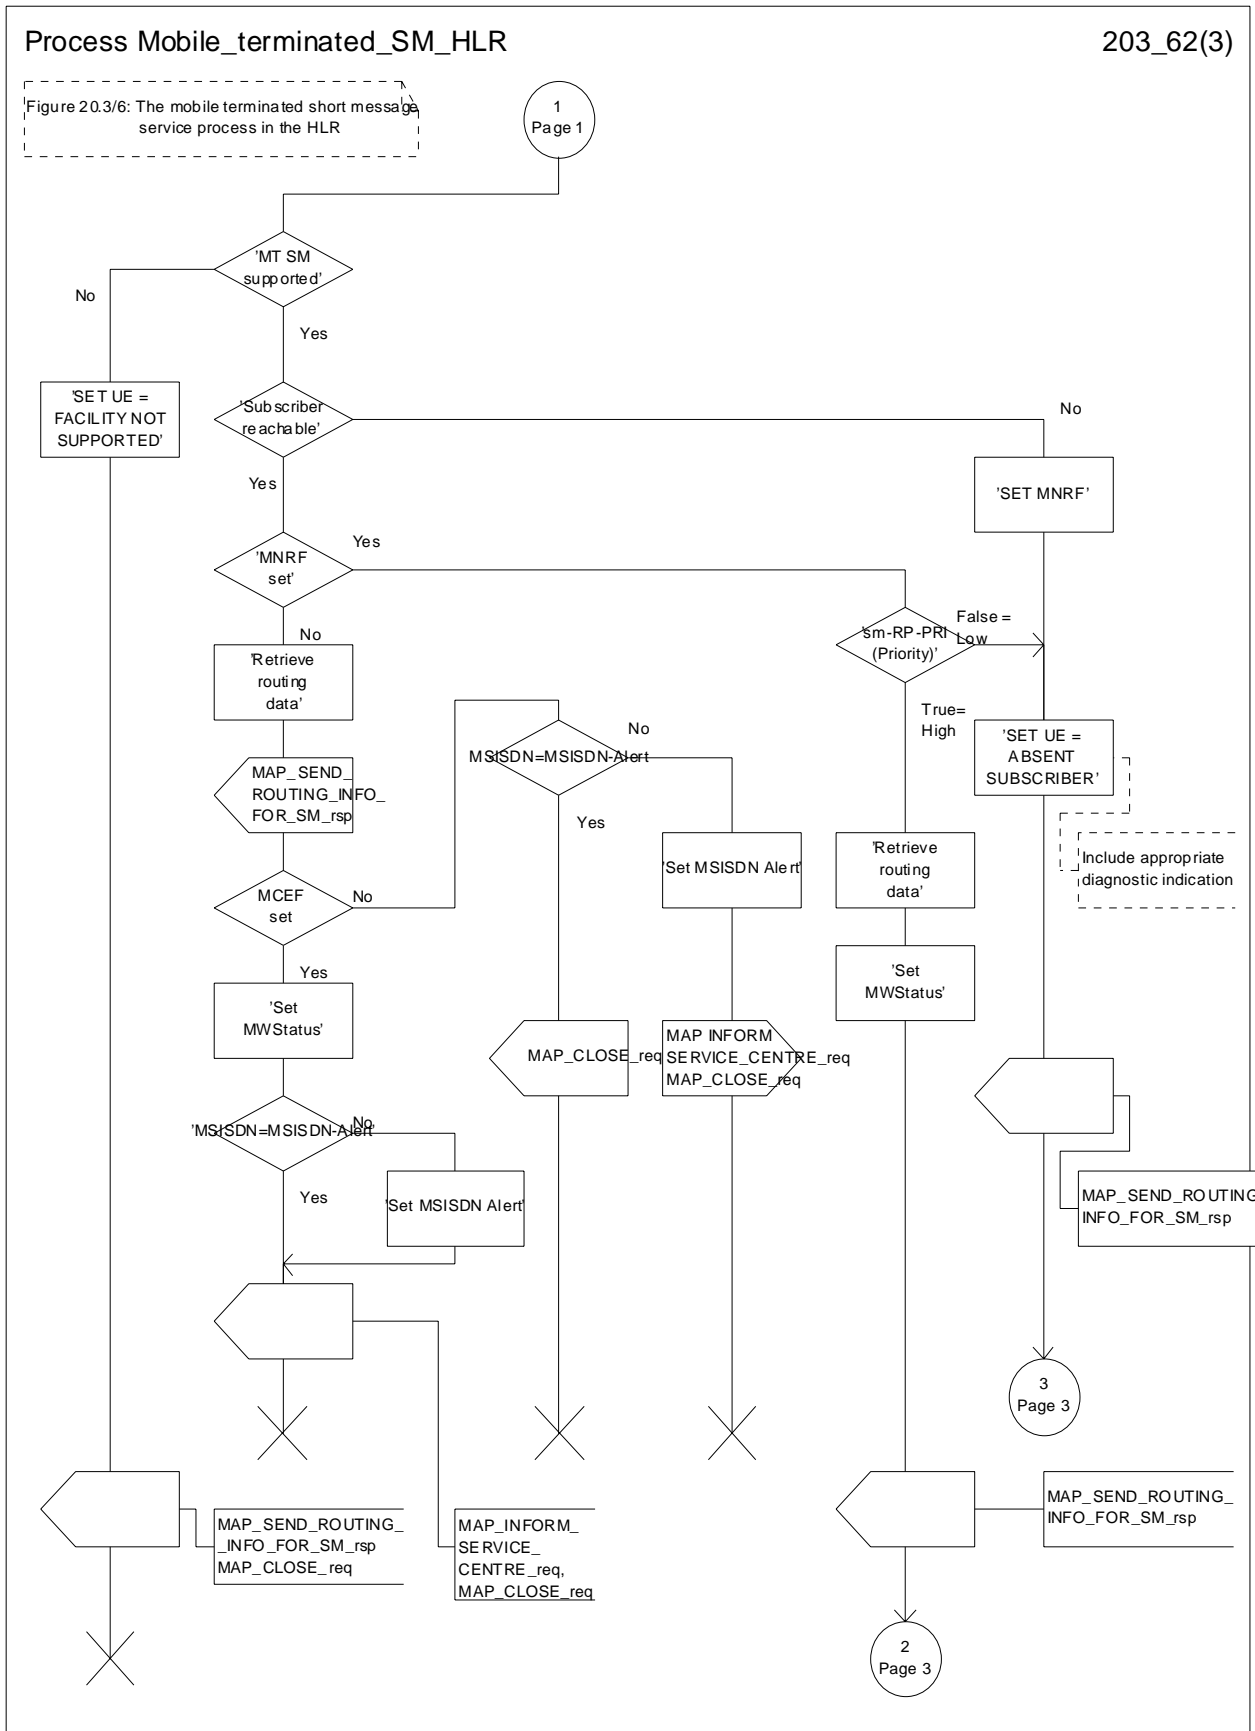 Process Mobile_terminated_SM_HLR
203_62(3)
Figure 20.3/6: The mobile terminated short message
service process in the HLR
1
Page 1
'MT SM
supported'
No
Yes
'SET UE =
FACILITY NOT
SUPPORTED'
'Subscriber
reachable'
No
Yes
'SET MNRF'
'MNRF
set'
Yes
No
'sm-RP-PRI
(Priority)'
False =
Low
True=
High
'Retrieve
routing
data'
MSISDN=MSISDN-Alert
No
Yes
'SET UE =
ABSENT
SUBSCRIBER'
MAP_SEND_
ROUTING_INFO_
FOR_SM_rsp
'Set MSISDN Alert'
'Retrieve
routing
data'
Include appropriate
diagnostic indication
MCEF
set
No
Yes
'Set
MWStatus'
'Set
MWStatus'
MAP_CLOSE_req
MAP INFORM
SERVICE_CENTRE_req
MAP_CLOSE_req
'MSISDN=MSISDN-Alert'
No
Yes
'Set MSISDN Alert'
MAP_SEND_ROUTING
INFO_FOR_SM_rsp
3
Page 3
MAP_SEND_ROUTING_
_INFO_FOR_SM_rsp
MAP_CLOSE_req
MAP_INFORM_
SERVICE_
CENTRE_req,
MAP_CLOSE_req
MAP_SEND_ROUTING_
INFO_FOR_SM_rsp
2
Page 3